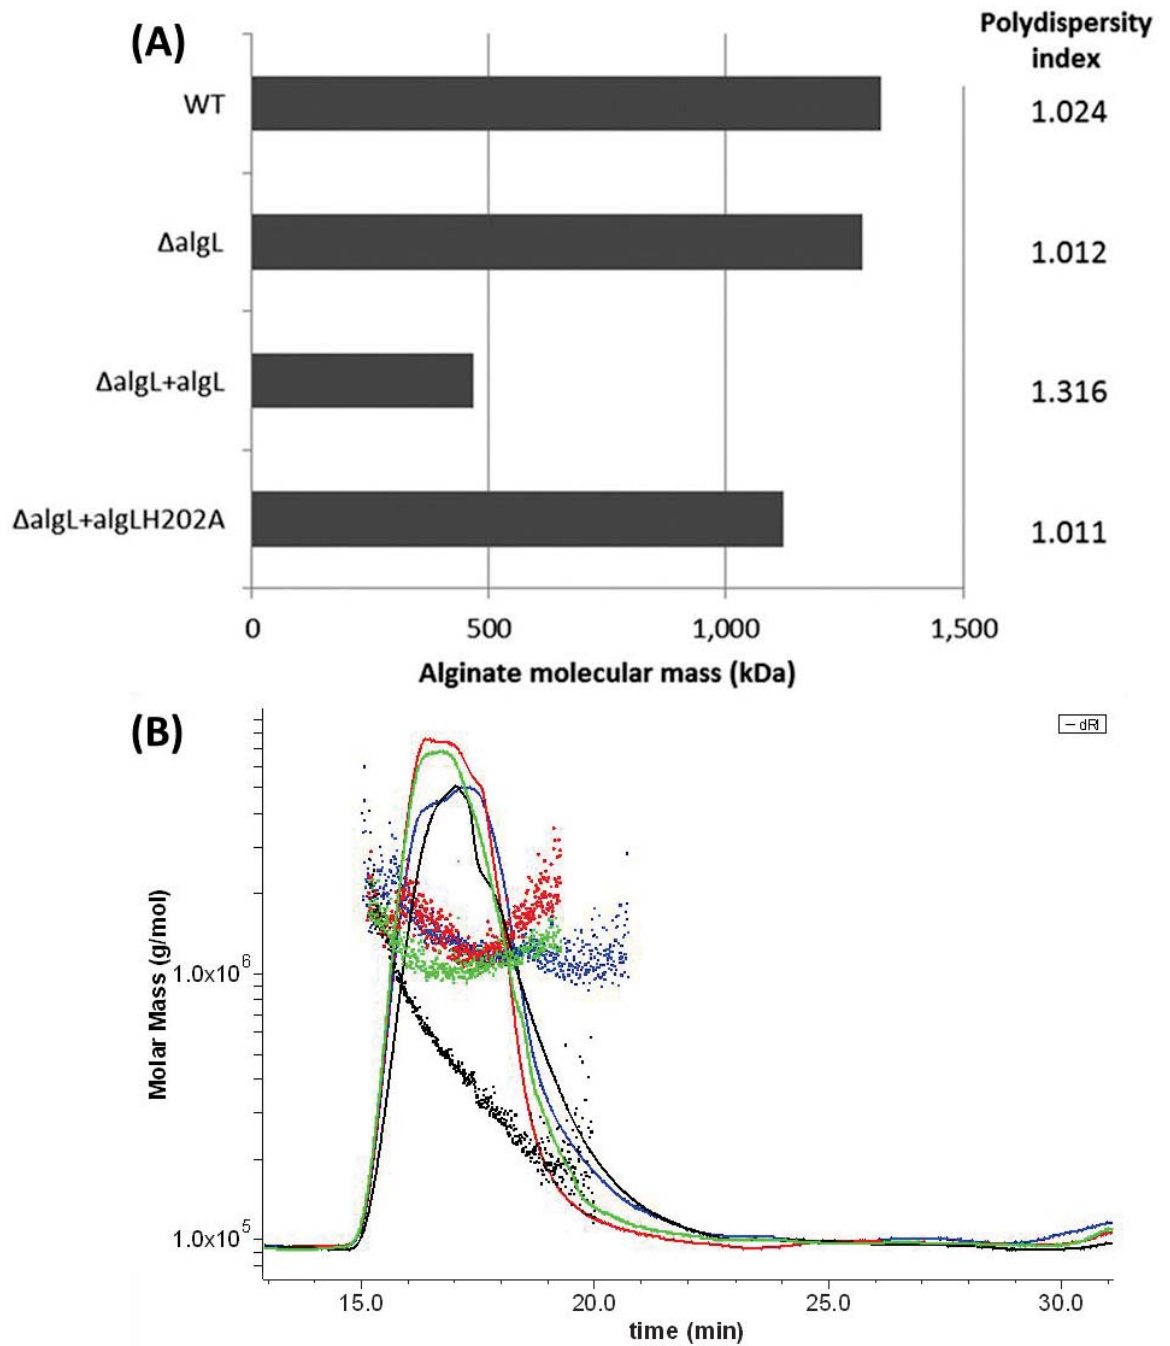 (A)
Polydispersity
index
WT
1.024
ΔalgL
1.012
ΔalgL+algL
1.316
ΔalgL+algLH202A
1.011
0 500 1,000 1,500
Alginate molecular mass (kDa)
(B)
– dRI
Molar Mass (g/mol)
1.0x10⁶
1.0x10⁵
15.0 20.0 25.0 30.0
time (min)